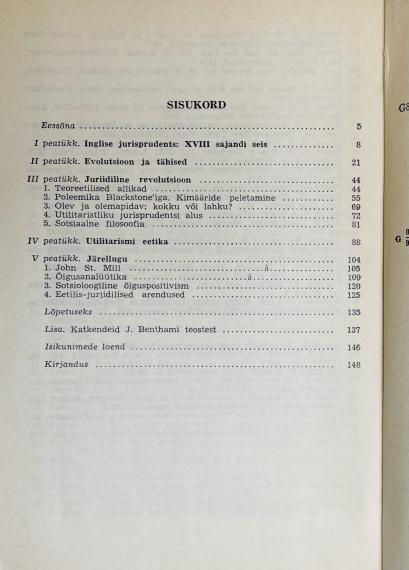 SISUKORD
Eessõna 5
I peatükk. Inglise jurisprudents: XVIII sajandi seis 8
II peatükk. Evolutsioon ja tähised 21
III peatükk. Juriidiline revolutsioon 44
1. Teoreetilised allikad 44
2. Poleemika Blackstone'iga. Kimääride peletamine 55
3. Olev ja olemapidav: kokku või lahku? 69
4. Utilitaristliku jurisprudentsi alus 72
5. Sotsiaalne filosoofia 81
IV peatükk. Utilitarismi eetika 88
V peatükk. Järellugu 104
1. John St. Mill 105
2. Õigusanalüütika 109
3. Sotsioloogiline õiguspositivism 120
4. Eetilis-juriidilised arendused 125
Lõpetuseks 135
Lisa. Katkendeid J. Benthami teostest 137
Isikunimede loend 146
Kirjandus 148